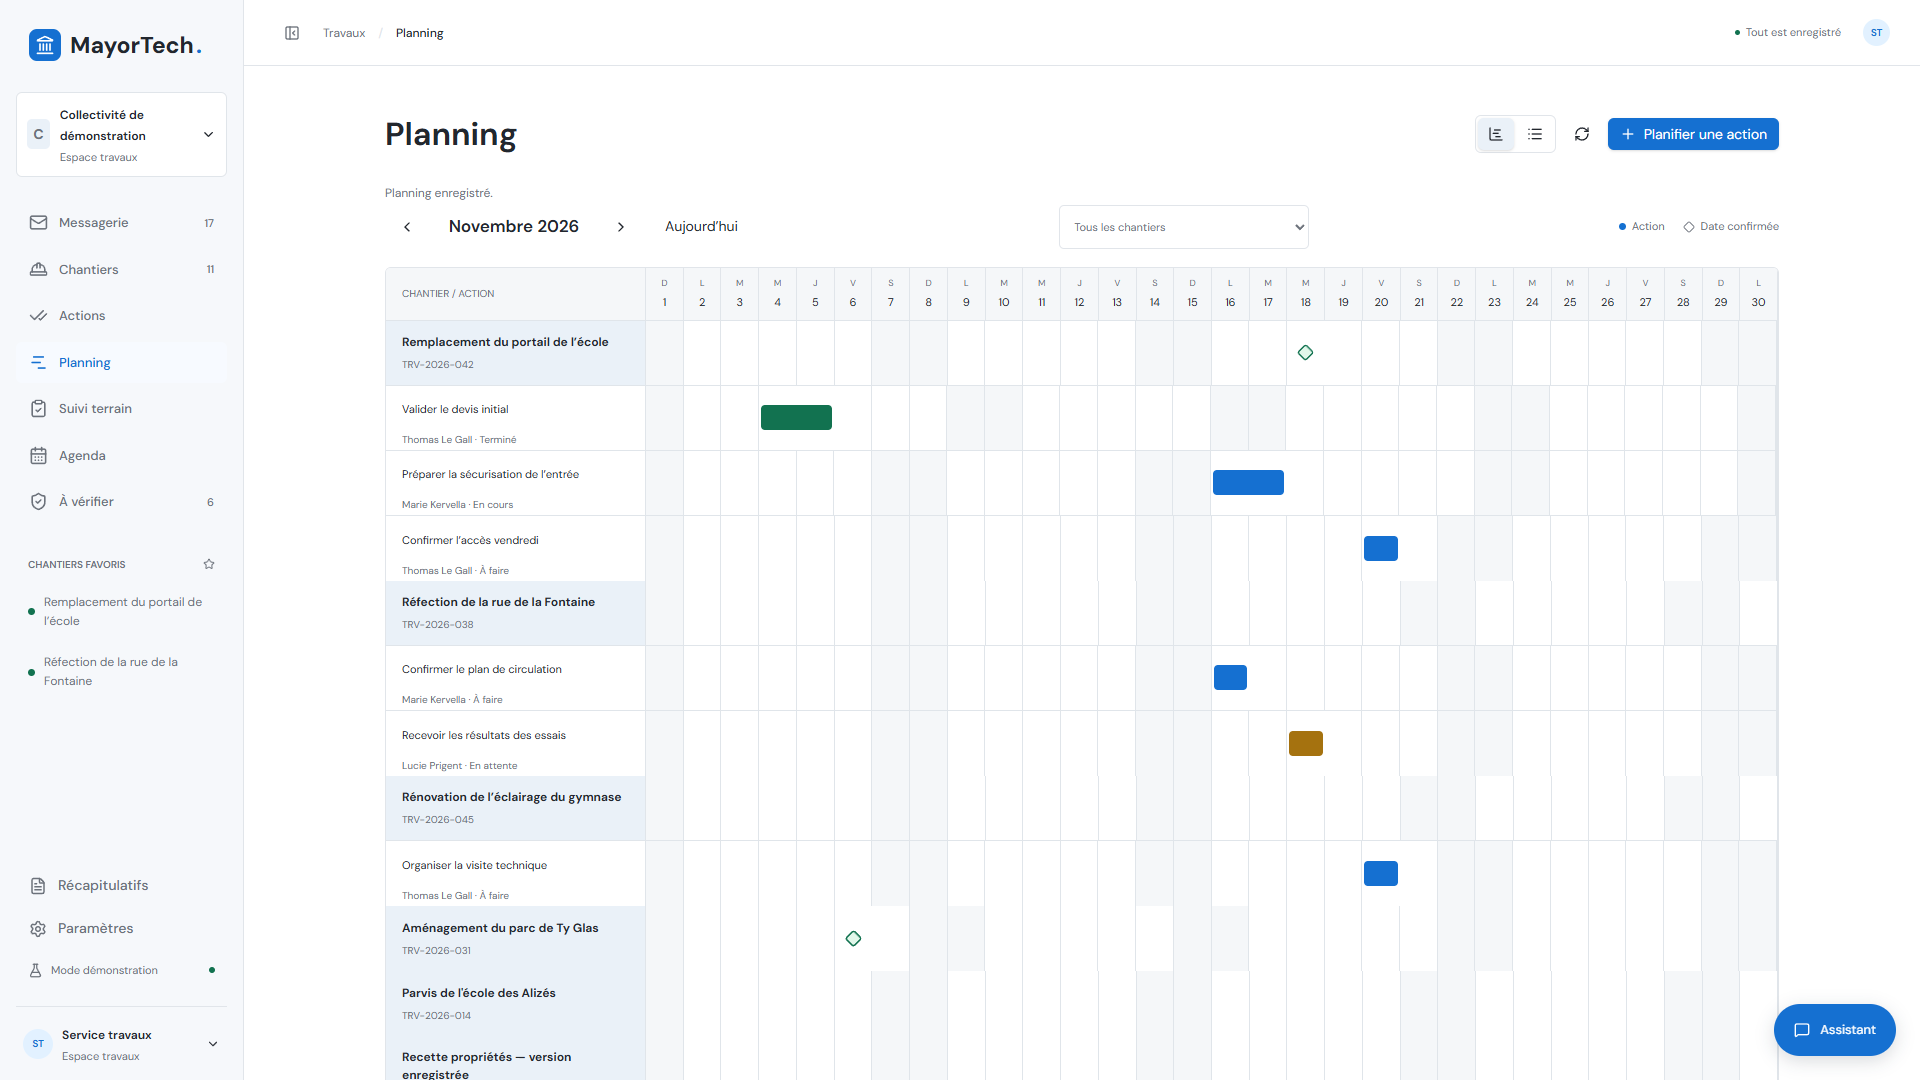 MayorTech.
Collectivité de
démonstration
C
Espace travaux
Messagerie 17
Chantiers 11
Actions
Planning
Suivi terrain
Agenda
À vérifier 6
CHANTIERS FAVORIS
Remplacement du portail de
l’école
Réfection de la rue de la
Fontaine
Récapitulatifs
Paramètres
Mode démonstration
ST
Service travaux
Espace travaux
Travaux / Planning
Tout est enregistré
ST
Planning
Planifier une action
Planning enregistré.
Novembre 2026
Aujourd’hui
Tous les chantiers
Action
Date confirmée
CHANTIER / ACTION
D L M M J V S D L M M J V S D L M M J V S D L M M J V S D L
1 2 3 4 5 6 7 8 9 10 11 12 13 14 15 16 17 18 19 20 21 22 23 24 25 26 27 28 29 30
Remplacement du portail de l’école
TRV-2026-042
Valider le devis initial
Thomas Le Gall · Terminé
Préparer la sécurisation de l’entrée
Marie Kervella · En cours
Confirmer l’accès vendredi
Thomas Le Gall · À faire
Réfection de la rue de la Fontaine
TRV-2026-038
Confirmer le plan de circulation
Marie Kervella · À faire
Recevoir les résultats des essais
Lucie Prigent · En attente
Rénovation de l’éclairage du gymnase
TRV-2026-045
Organiser la visite technique
Thomas Le Gall · À faire
Aménagement du parc de Ty Glas
TRV-2026-031
Parvis de l'école des Alizés
TRV-2026-014
Recette propriétés — version
enregistrée
Assistant